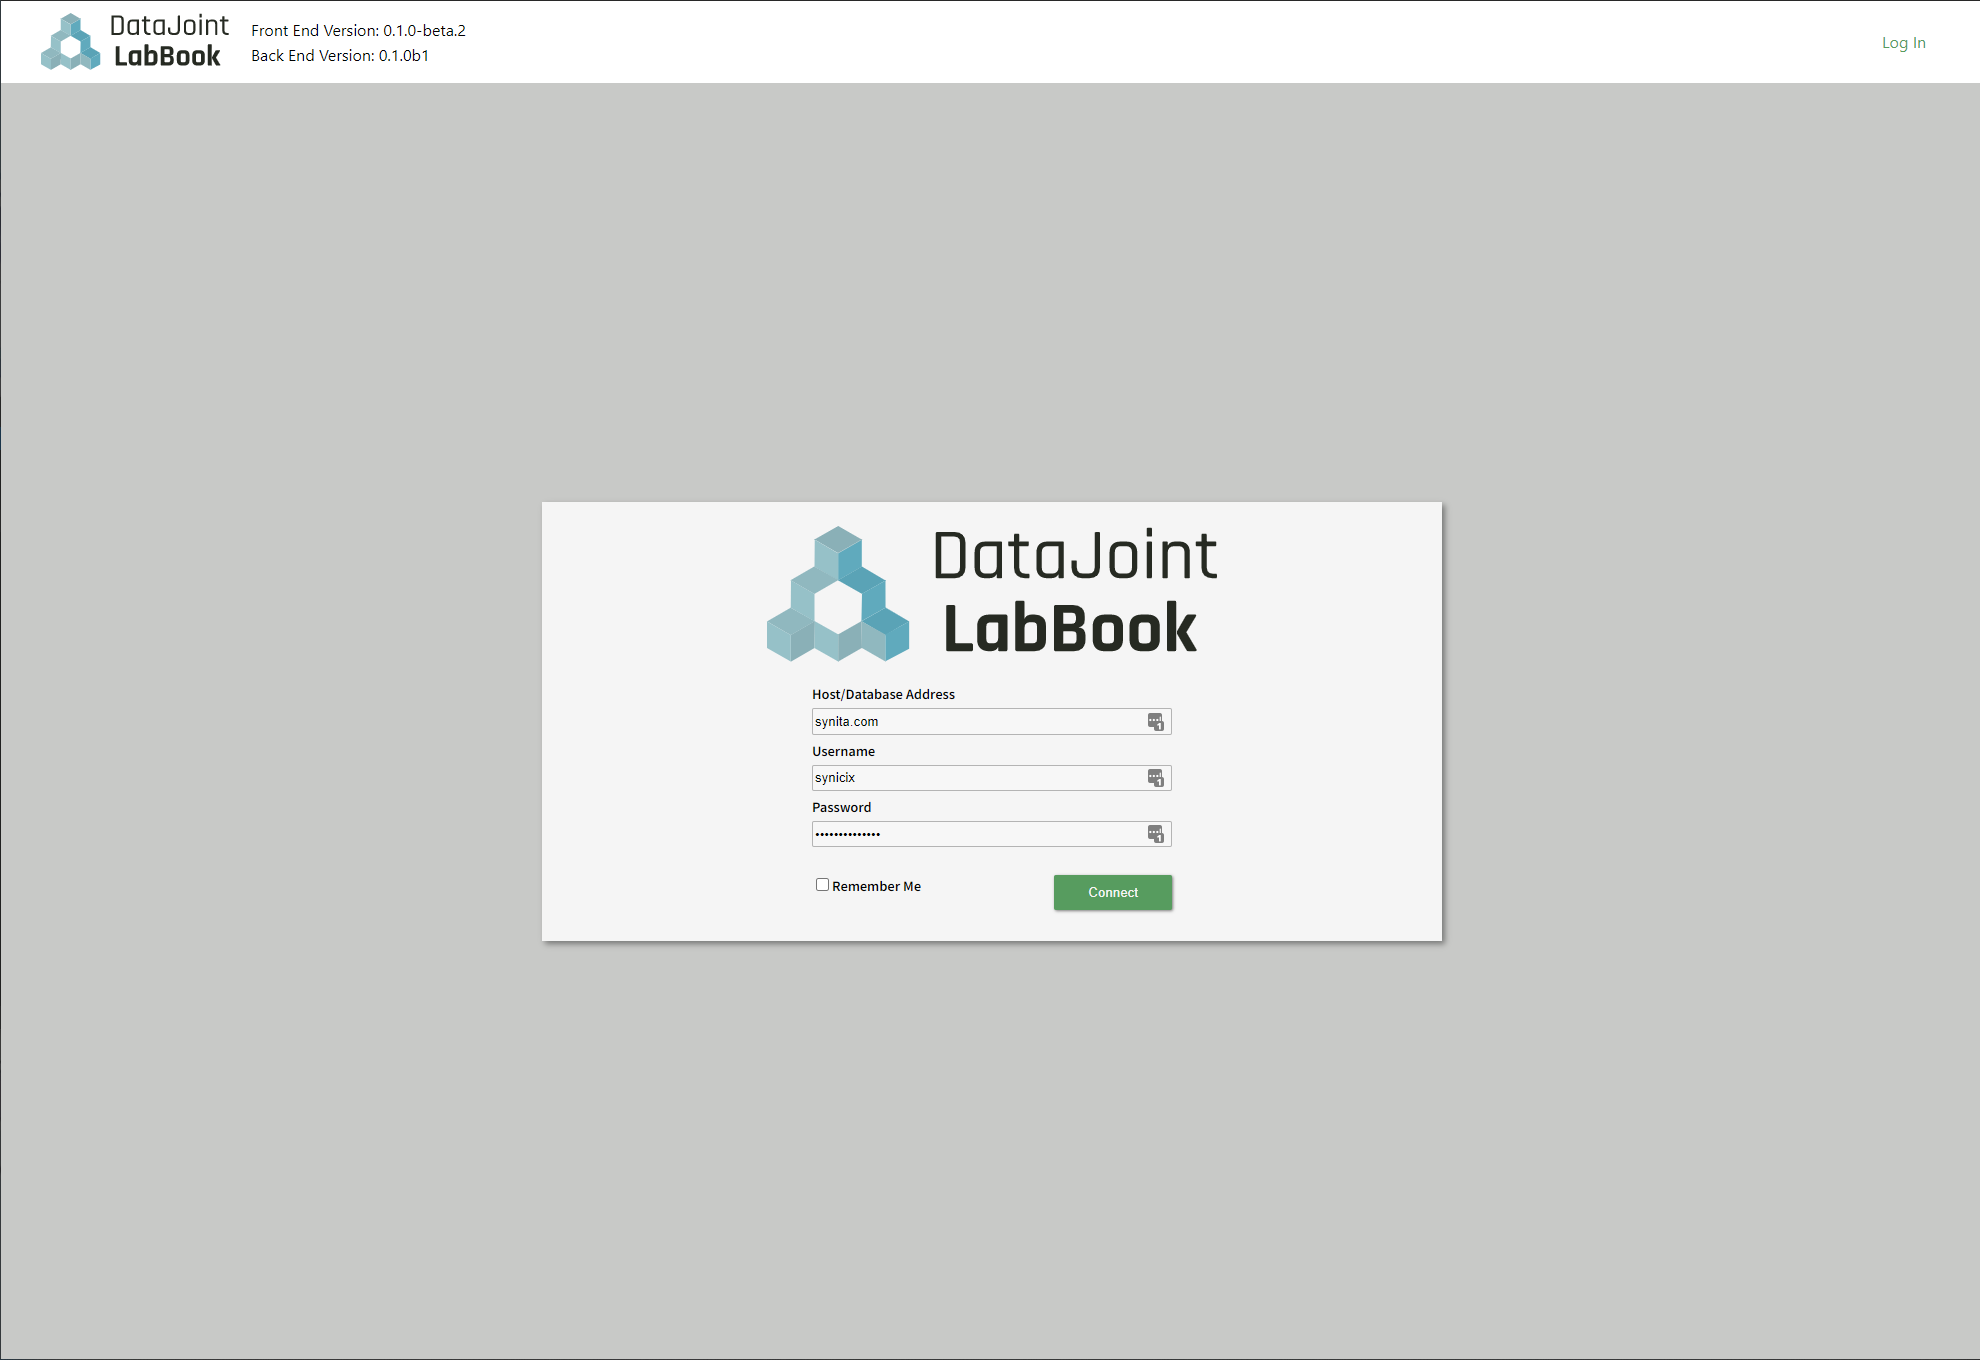 DataJoint
LabBook
Front End Version: 0.1.0-beta.2
Back End Version: 0.1.0b1
Log In
DataJoint
LabBook
Host/Database Address
synita.com
Username
synicix
Password
••••••••••••••
Remember Me
Connect